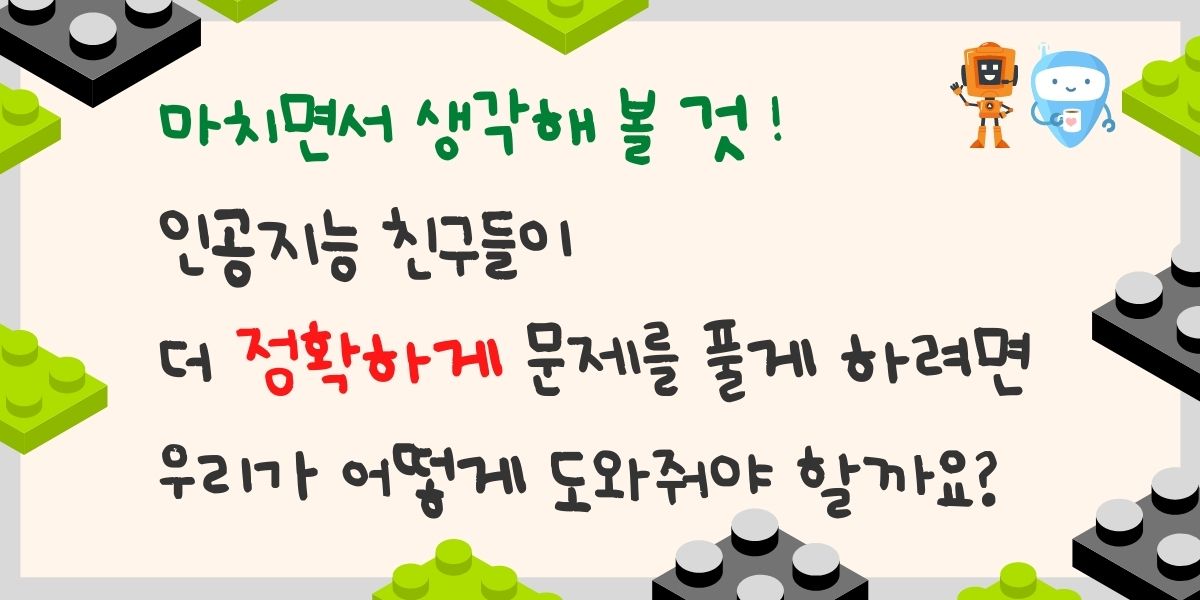 마치면서 생각해 볼 것!
인공지능 친구들이
더 정확하게 문제를 풀게 하려면
우리가 어떻게 도와줘야 할까요?